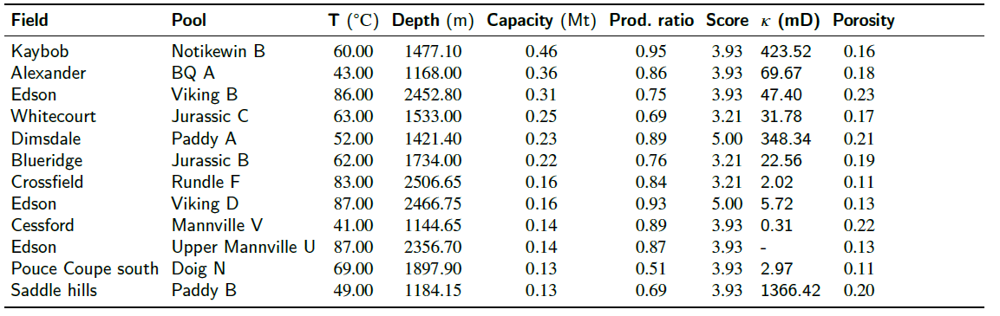 Field Pool T (°C) Depth (m) Capacity (Mt) Prod. ratio Score κ (mD) Porosity
Kaybob Notikewin B 60.00 1477.10 0.46 0.95 3.93 423.52 0.16
Alexander BQ A 43.00 1168.00 0.36 0.86 3.93 69.67 0.18
Edson Viking B 86.00 2452.80 0.31 0.75 3.93 47.40 0.23
Whitecourt Jurassic C 63.00 1533.00 0.25 0.69 3.21 31.78 0.17
Dimsdale Paddy A 52.00 1421.40 0.23 0.89 5.00 348.34 0.21
Blueridge Jurassic B 62.00 1734.00 0.22 0.76 3.21 22.56 0.19
Crossfield Rundle F 83.00 2506.65 0.16 0.84 3.21 2.02 0.11
Edson Viking D 87.00 2466.75 0.16 0.93 5.00 5.72 0.13
Cessford Mannville V 41.00 1144.65 0.14 0.89 3.93 0.31 0.22
Edson Upper Mannville U 87.00 2356.70 0.14 0.87 3.93 - 0.13
Pouce Coupe south Doig N 69.00 1897.90 0.13 0.51 3.93 2.97 0.11
Saddle hills Paddy B 49.00 1184.15 0.13 0.69 3.93 1366.42 0.20